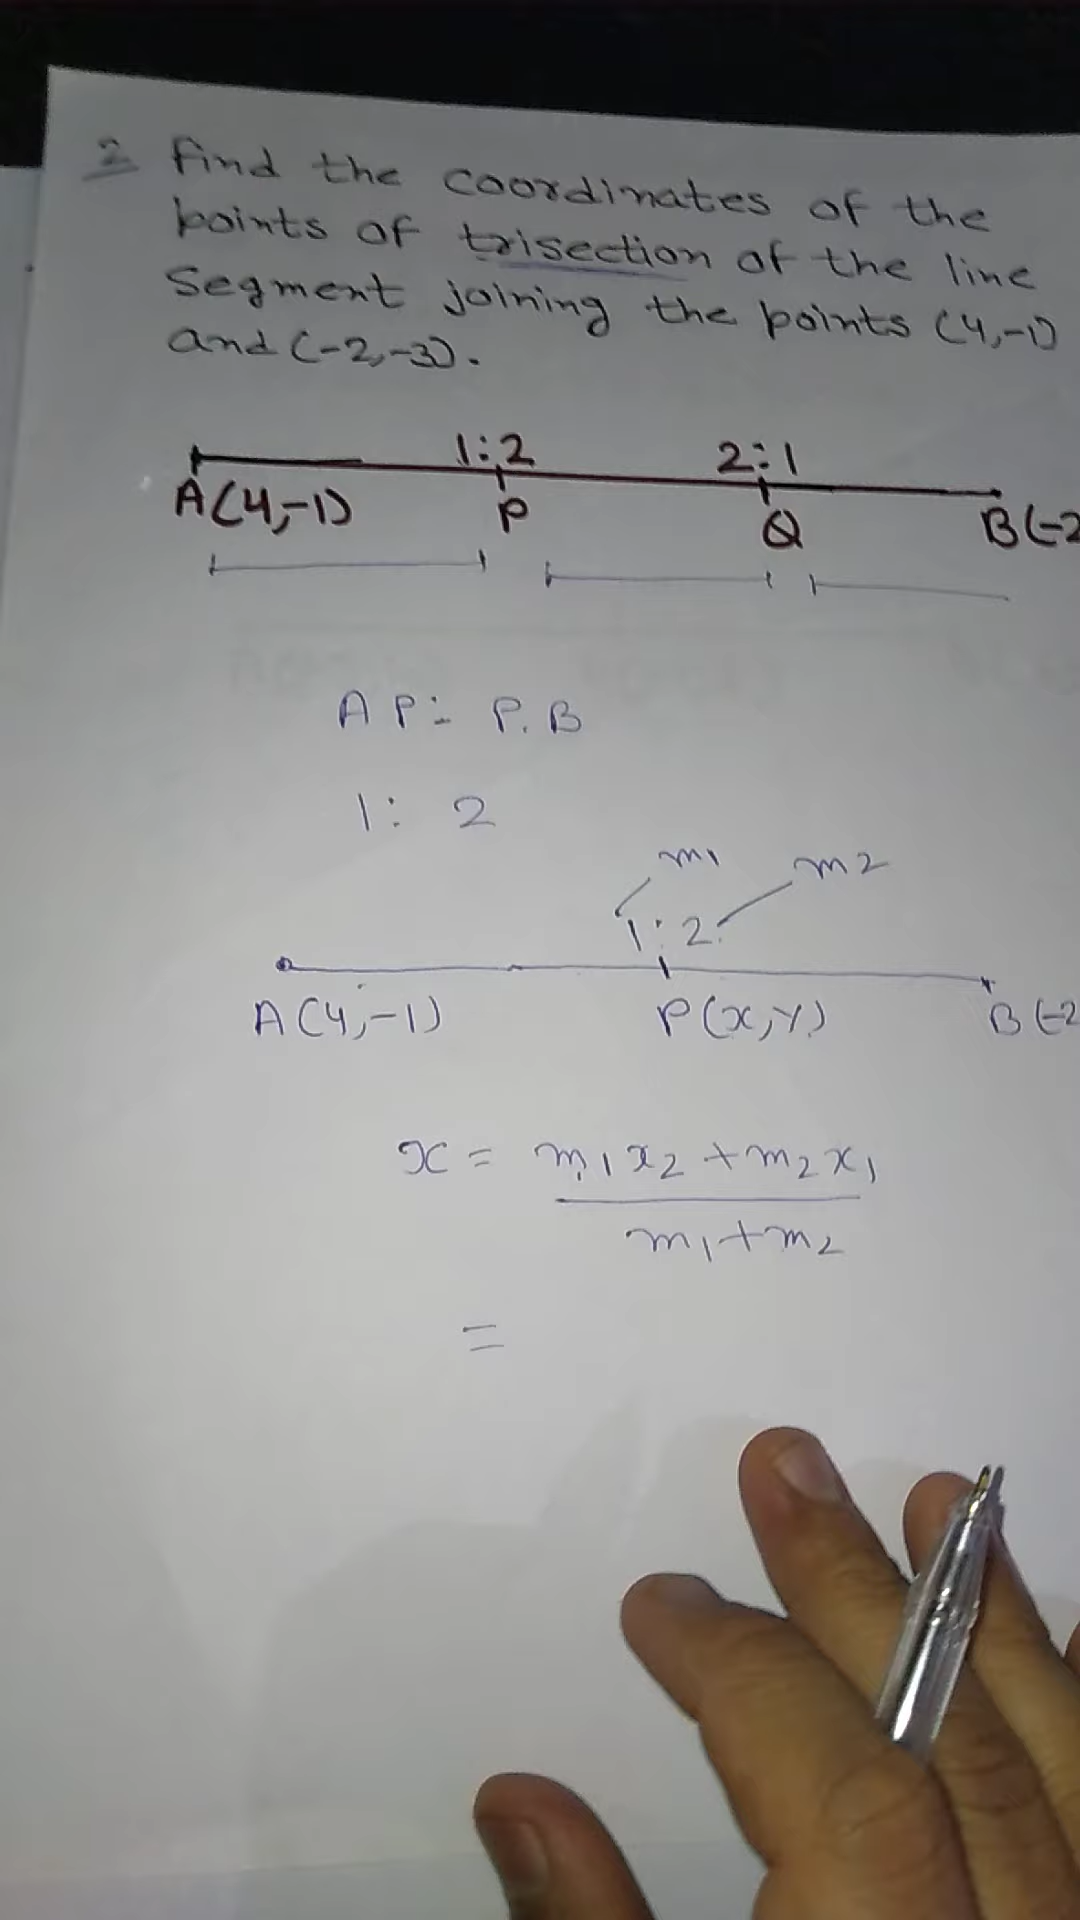 2 Find the coordinates of the
points of trisection of the line
segment joining the points (4,-1)
and (-2,-3).
1:2 2:1
A(4,-1) P Q B(-2
AP: P.B
1: 2
m1 m2
1:2
A(4,-1) P(x,y) B(-2
x = m1x2+m2x1
m1+m2
=